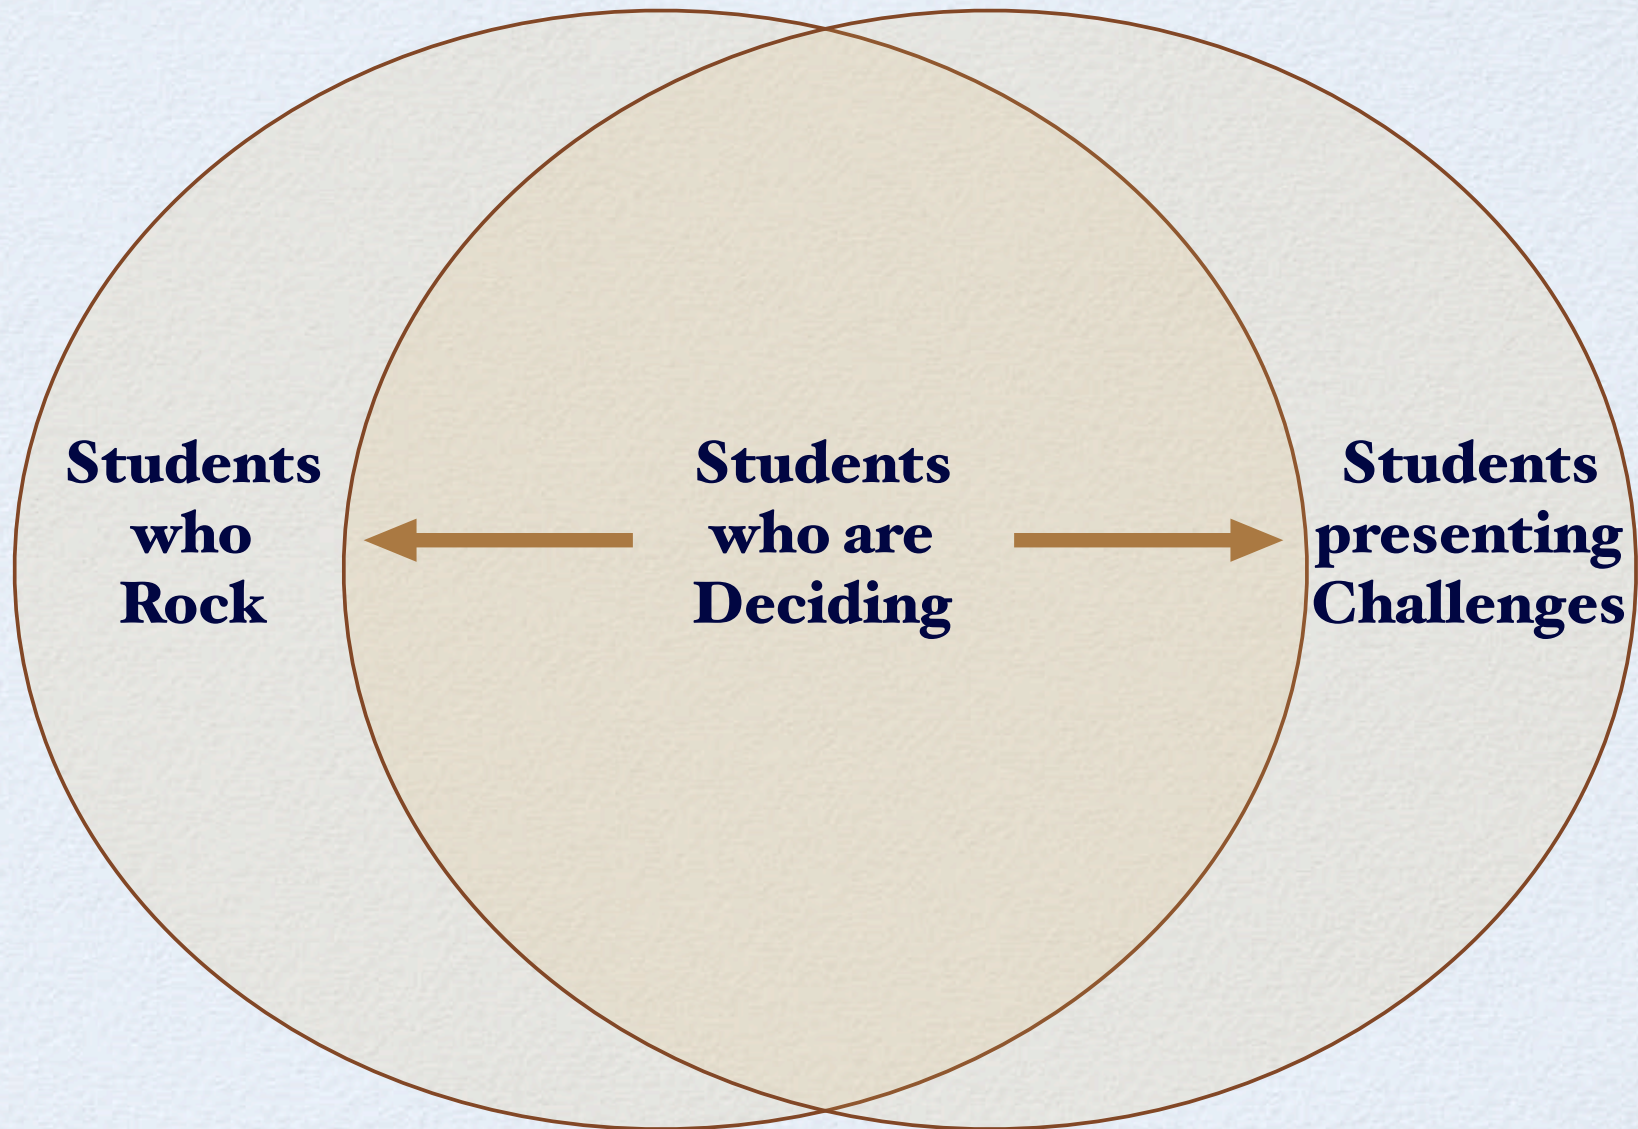 Students
who
Rock
Students
who are
Deciding
Students
presenting
Challenges